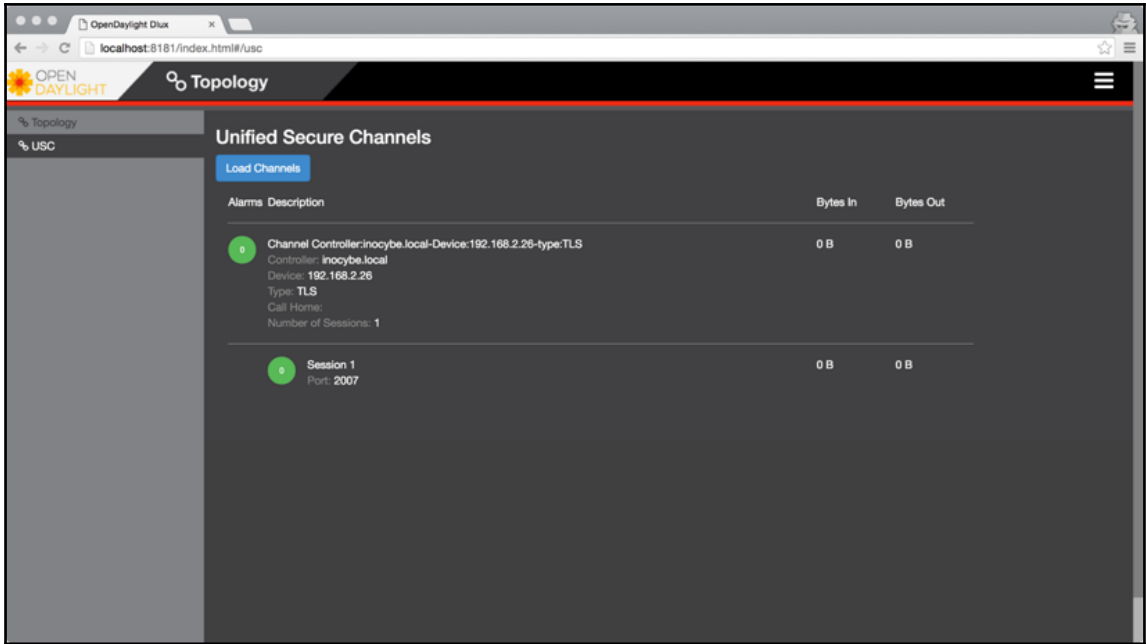 OpenDaylight Dlux
localhost:8181/index.html#/usc
OPEN
DAYLIGHT
Topology
Topology
USC
Unified Secure Channels
Load Channels
Alarms Description Bytes In Bytes Out
0 Channel Controller:inocybe.local-Device:192.168.2.26-type:TLS 0 B 0 B
Controller: inocybe.local
Device: 192.168.2.26
Type: TLS
Call Home:
Number of Sessions: 1
0 Session 1 0 B 0 B
Port: 2007